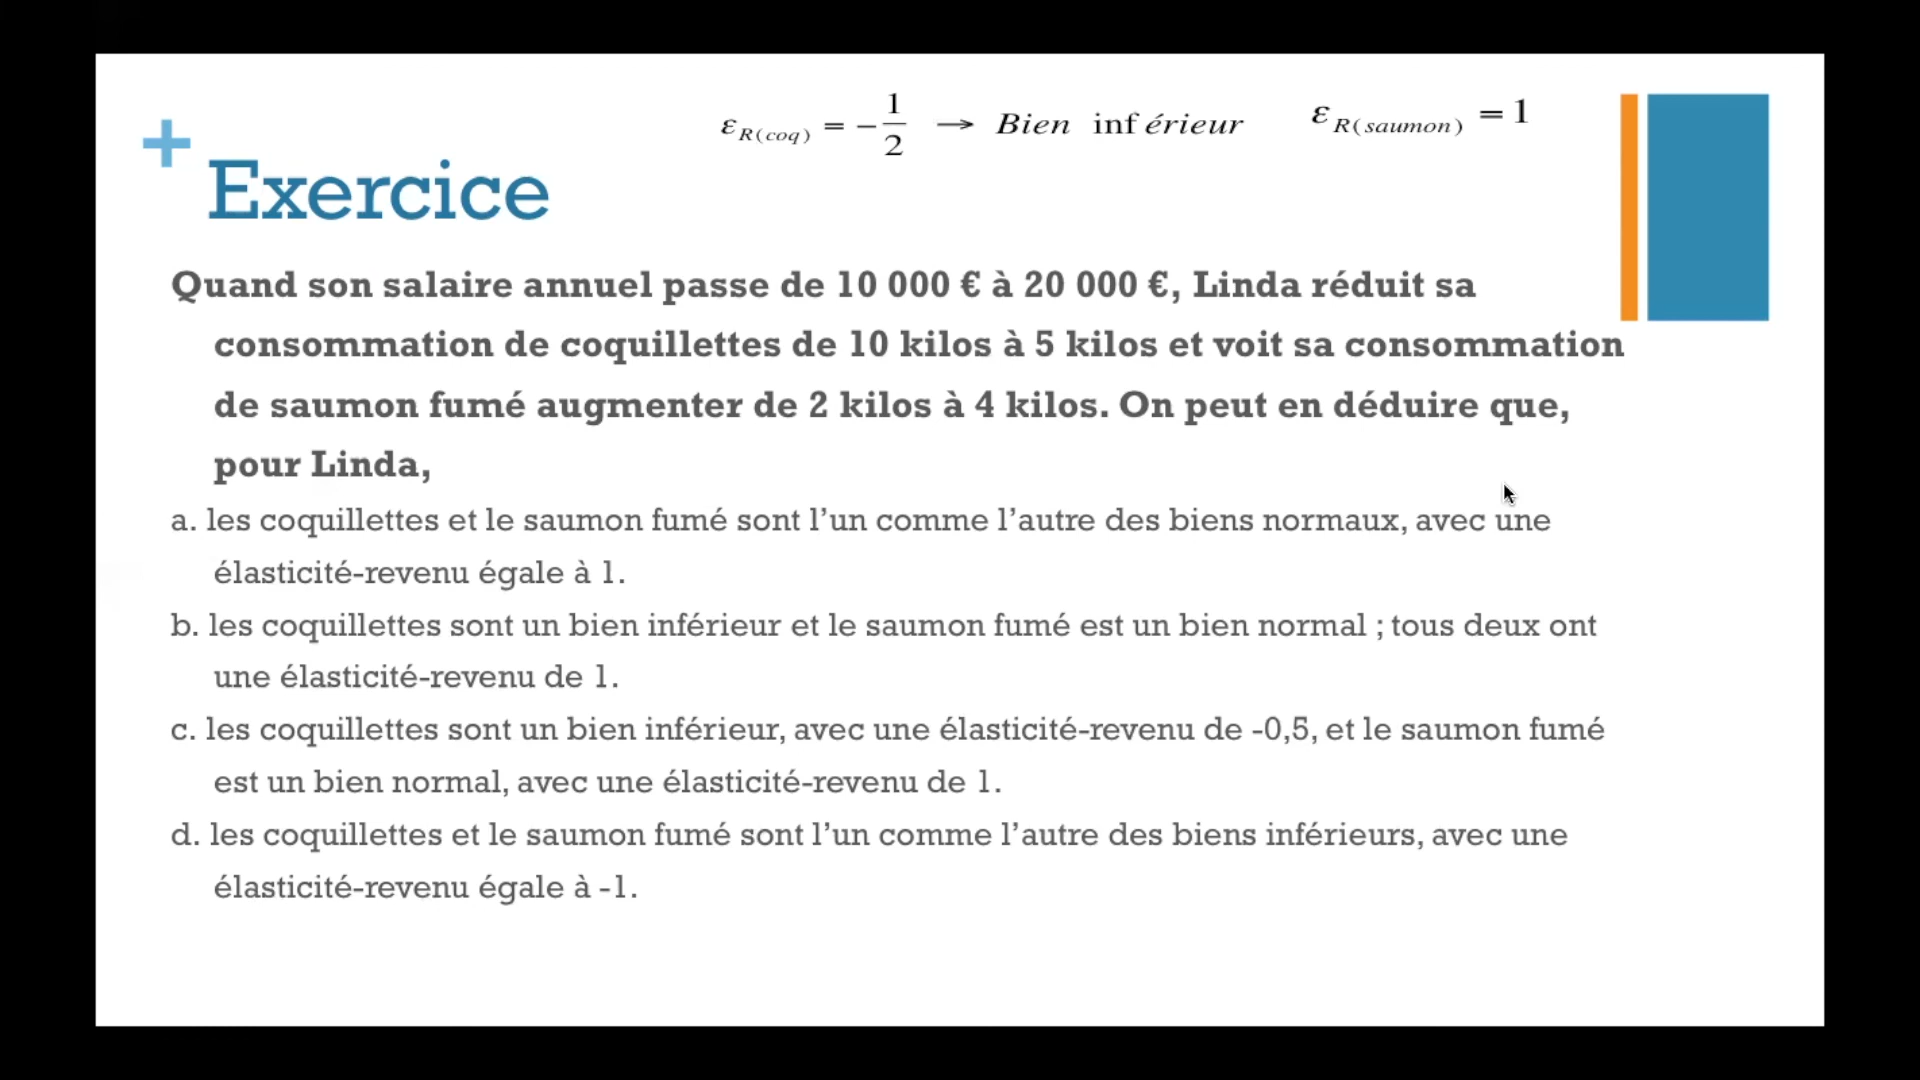 ε R(coq) = − 1/2 → Bien inférieur ε R(saumon) = 1
+
Exercice
Quand son salaire annuel passe de 10 000 € à 20 000 €, Linda réduit sa
consommation de coquillettes de 10 kilos à 5 kilos et voit sa consommation
de saumon fumé augmenter de 2 kilos à 4 kilos. On peut en déduire que,
pour Linda,
a. les coquillettes et le saumon fumé sont l’un comme l’autre des biens normaux, avec une
élasticité-revenu égale à 1.
b. les coquillettes sont un bien inférieur et le saumon fumé est un bien normal ; tous deux ont
une élasticité-revenu de 1.
c. les coquillettes sont un bien inférieur, avec une élasticité-revenu de -0,5, et le saumon fumé
est un bien normal, avec une élasticité-revenu de 1.
d. les coquillettes et le saumon fumé sont l’un comme l’autre des biens inférieurs, avec une
élasticité-revenu égale à -1.